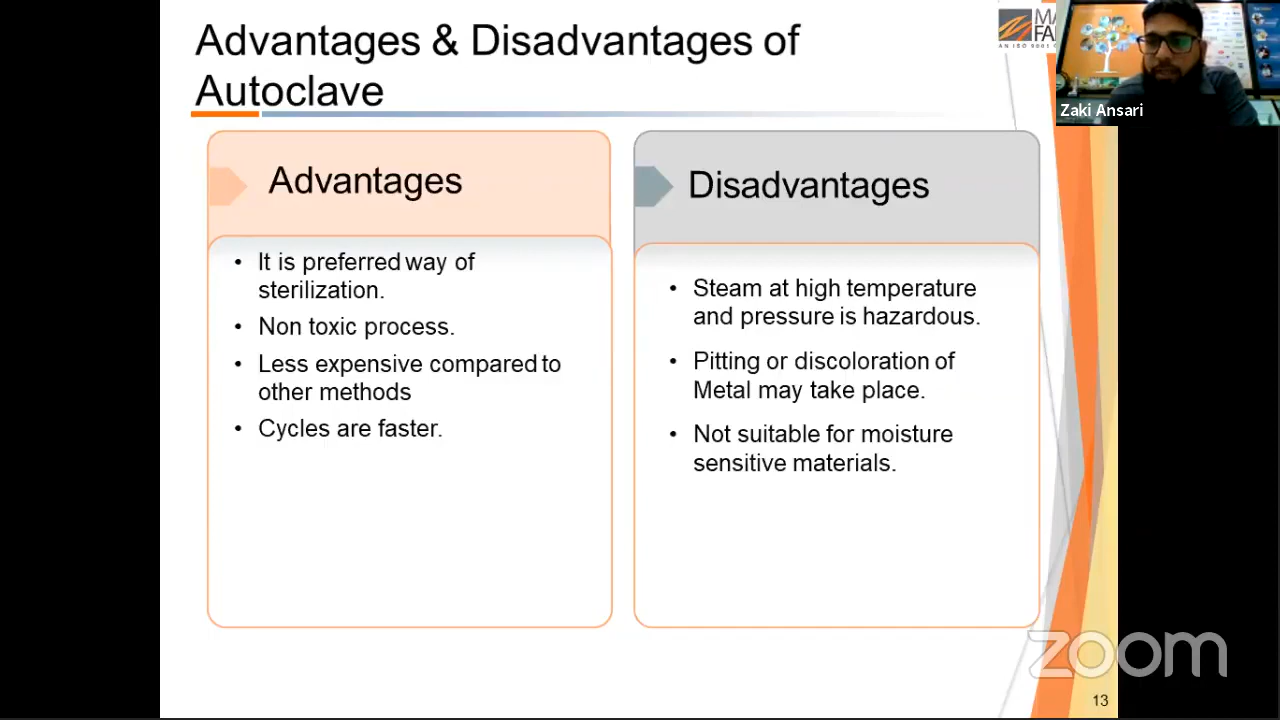 Advantages & Disadvantages of
Autoclave
Zaki Ansari
Advantages
• It is preferred way of
sterilization.
• Non toxic process.
• Less expensive compared to
other methods
• Cycles are faster.
Disadvantages
• Steam at high temperature
and pressure is hazardous.
• Pitting or discoloration of
Metal may take place.
• Not suitable for moisture
sensitive materials.
zoom
13